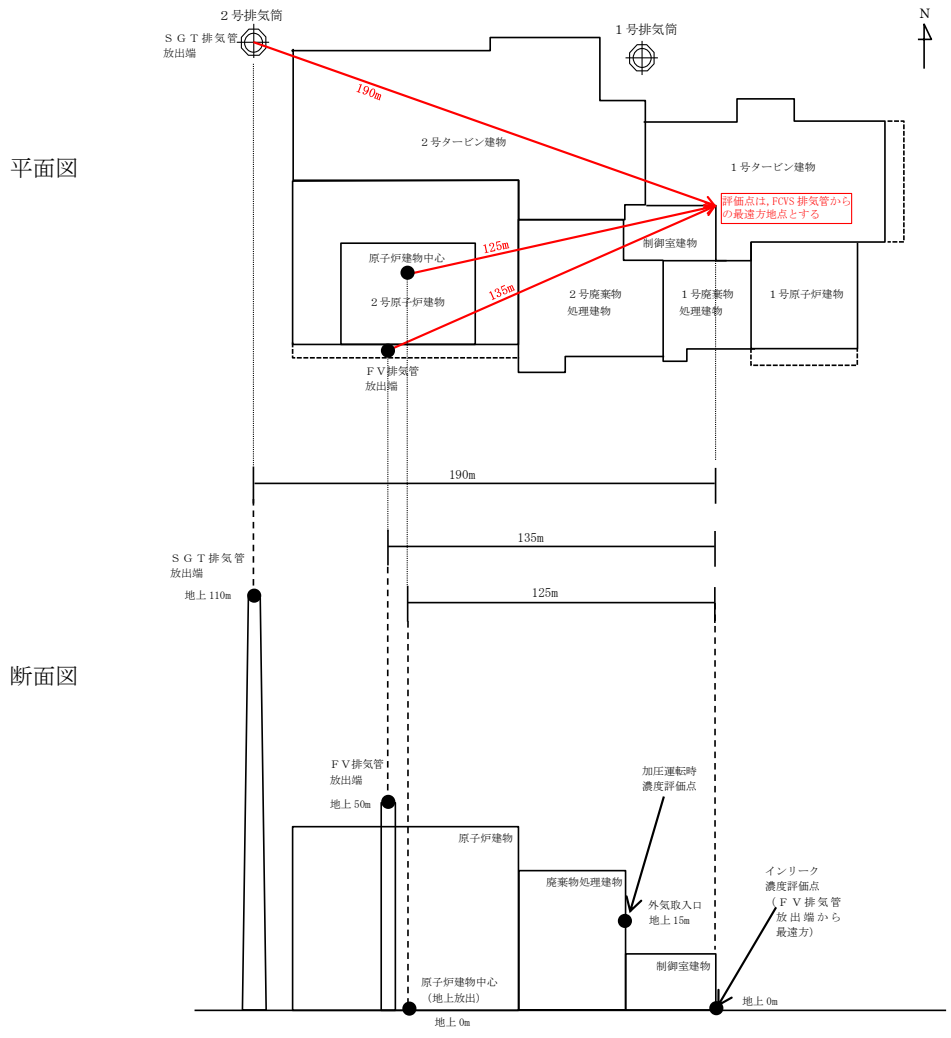 ２号排気筒
ＳＧＴ排気管
放出端
１号排気筒
N
190m
２号タービン建物
１号タービン建物
平面図
評価点は，FCVS 排気管から
の最遠方地点とする
125m
制御室建物
原子炉建物中心
135m
２号原子炉建物
２号廃棄物
処理建物
１号廃棄物
処理建物
１号原子炉建物
ＦＶ排気管
放出端
190m
135m
ＳＧＴ排気管
放出端
地上 110m
125m
断面図
ＦＶ排気管
放出端
地上 50m
加圧運転時
濃度評価点
原子炉建物
廃棄物処理建物
外気取入口
地上 15m
インリーク
濃度評価点
（ＦＶ排気管
放出端から
最遠方）
制御室建物
原子炉建物中心
（地上放出）
地上 0m
地上 0m